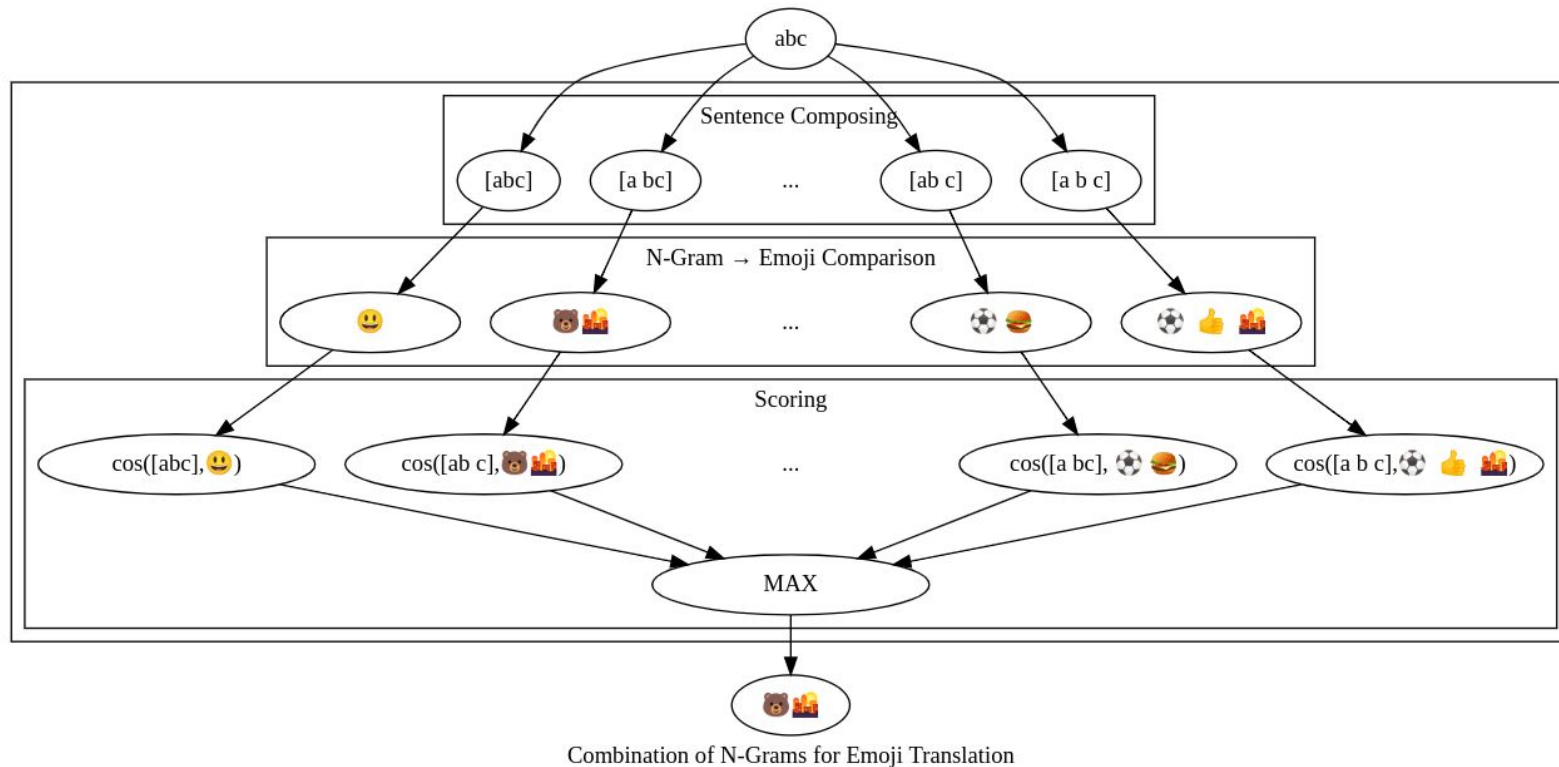 abc
Sentence Composing
[abc] [a bc] ... [ab c] [a b c]
N-Gram → Emoji Comparison
😃 🐻🌇 ... ⚽ 🍔 ⚽ 👍 🌇
Scoring
cos([abc],😃) cos([ab c],🐻🌇) ... cos([a bc], ⚽ 🍔) cos([a b c],⚽ 👍 🌇)
MAX
🐻🌇
Combination of N-Grams for Emoji Translation